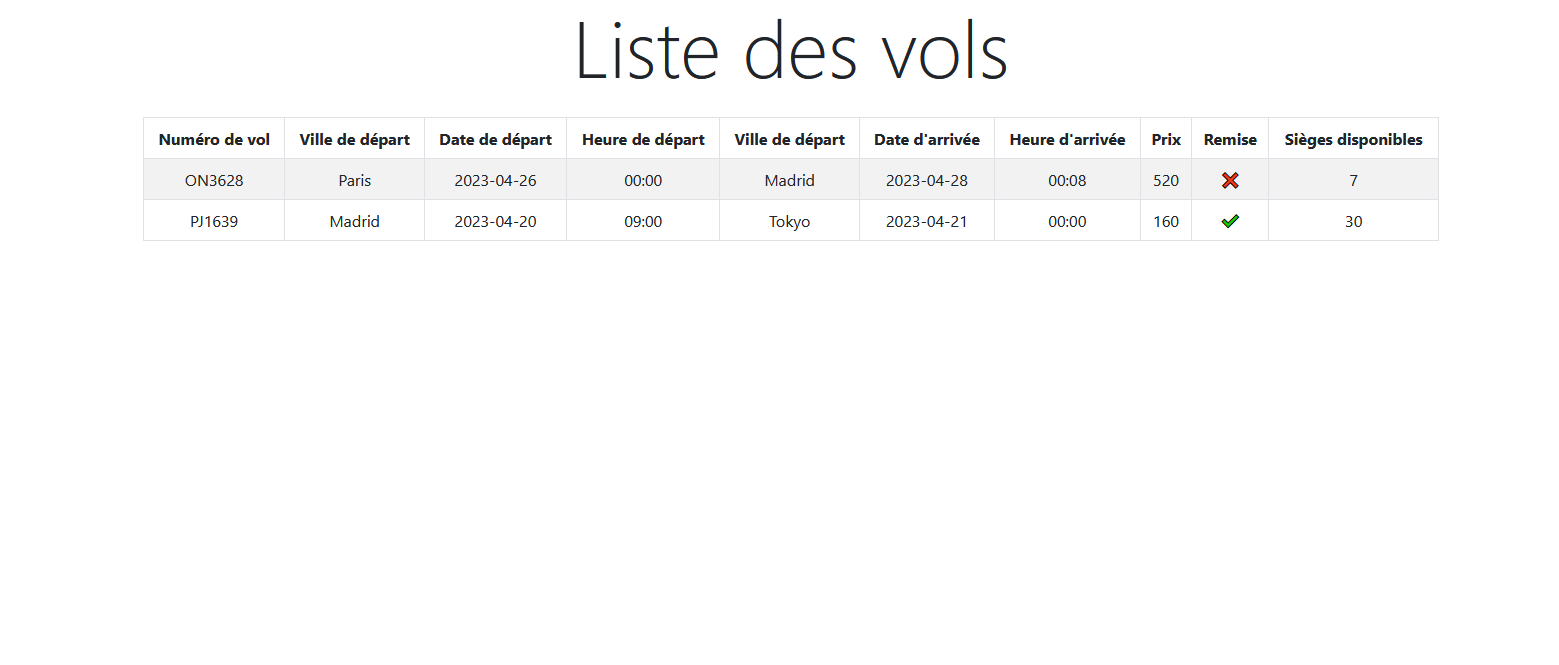 Liste des vols
Numéro de vol Ville de départ Date de départ Heure de départ Ville de départ Date d'arrivée Heure d'arrivée Prix Remise Sièges disponibles
ON3628 Paris 2023-04-26 00:00 Madrid 2023-04-28 00:08 520 7
PJ1639 Madrid 2023-04-20 09:00 Tokyo 2023-04-21 00:00 160 30